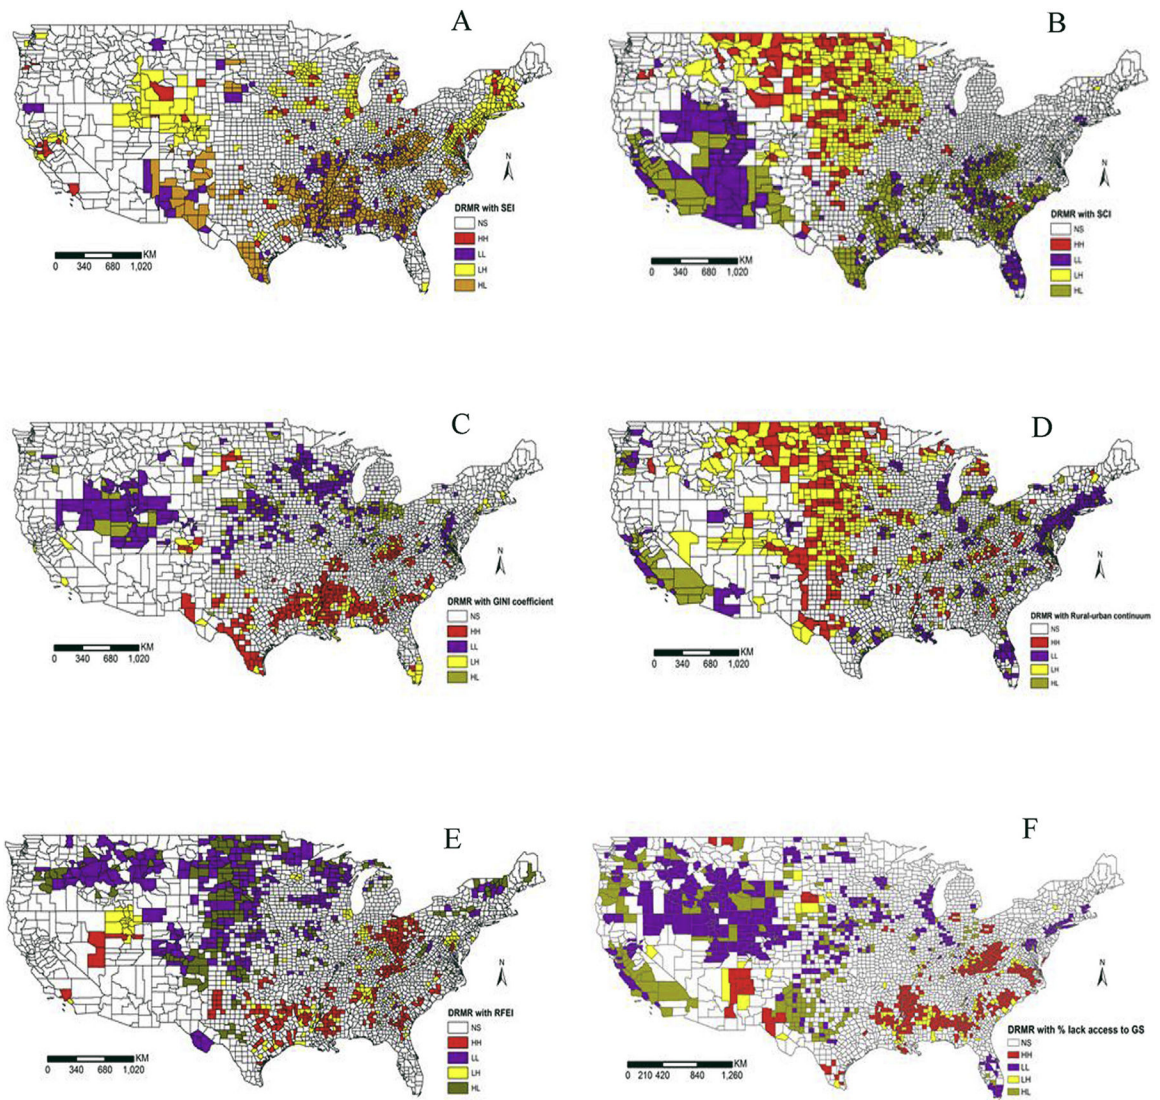 A
N
DRMR with SEI
NS
HH
LL
LH
HL
KM
0 340 680 1,020
B
N
DRMR with SCI
NS
HH
LL
LH
HL
KM
0 340 680 1,020
C
N
DRMR with GINI coefficient
NS
HH
LL
LH
HL
KM
0 340 680 1,020
D
N
DRMR with Rural-urban continuum
NS
HH
LL
LH
HL
KM
0 340 680 1,020
E
N
DRMR with RFEI
NS
HH
LL
LH
HL
KM
0 340 680 1,020
F
N
DRMR with % lack access to GS
NS
HH
LL
LH
HL
KM
0 210 420 840 1,260